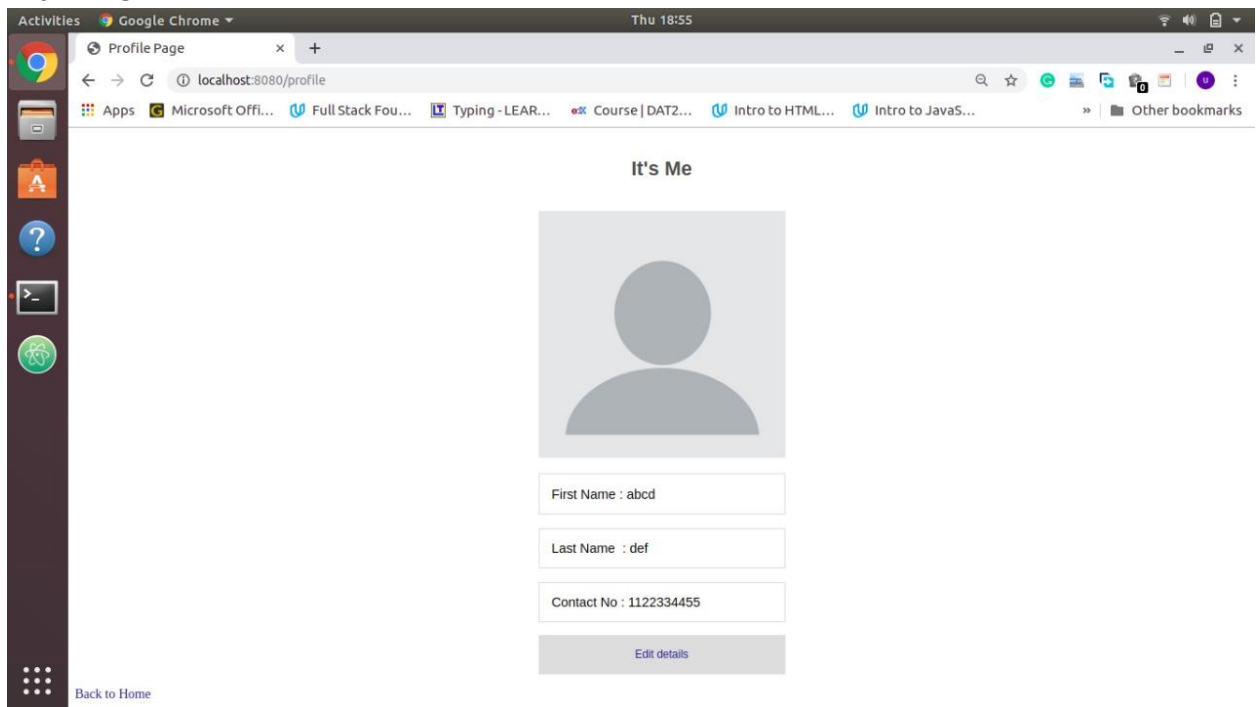 Activities Google Chrome Thu 18:55
Profile Page
localhost:8080/profile
Apps Microsoft Offi... Full Stack Fou... Typing - LEAR... Course | DAT2... Intro to HTML... Intro to JavaS... » Other bookmarks
It's Me
First Name : abcd
Last Name : def
Contact No : 1122334455
Edit details
Back to Home